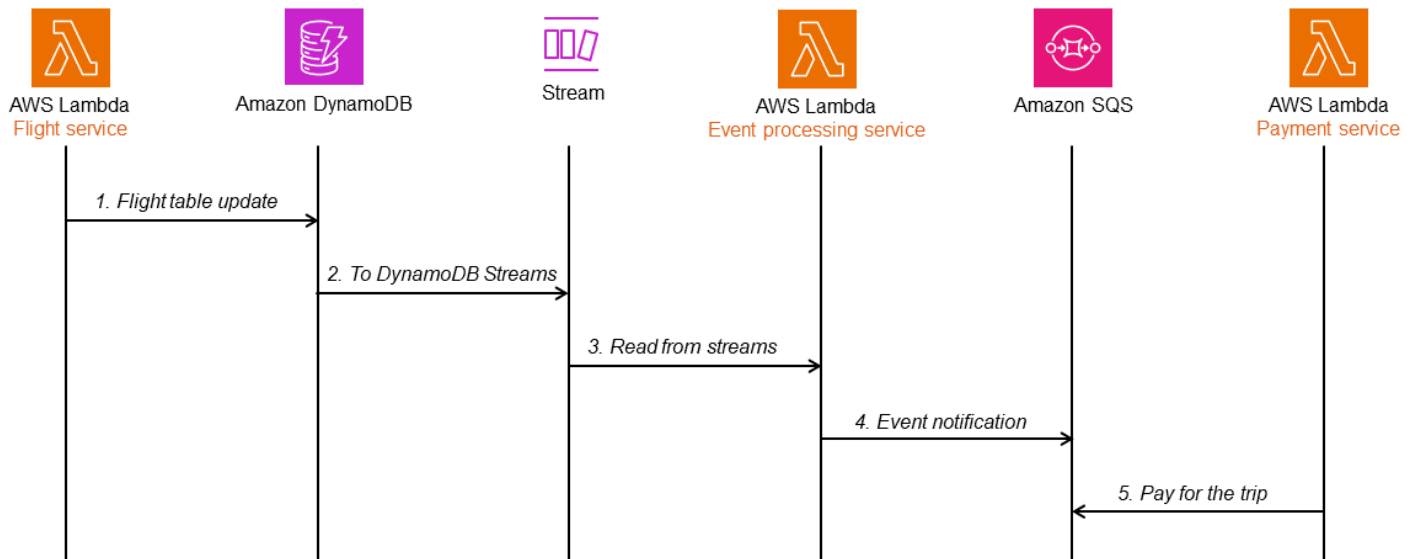 AWS Lambda
Flight service
Amazon DynamoDB
Stream
AWS Lambda
Event processing service
Amazon SQS
AWS Lambda
Payment service
1. Flight table update
2. To DynamoDB Streams
3. Read from streams
4. Event notification
5. Pay for the trip